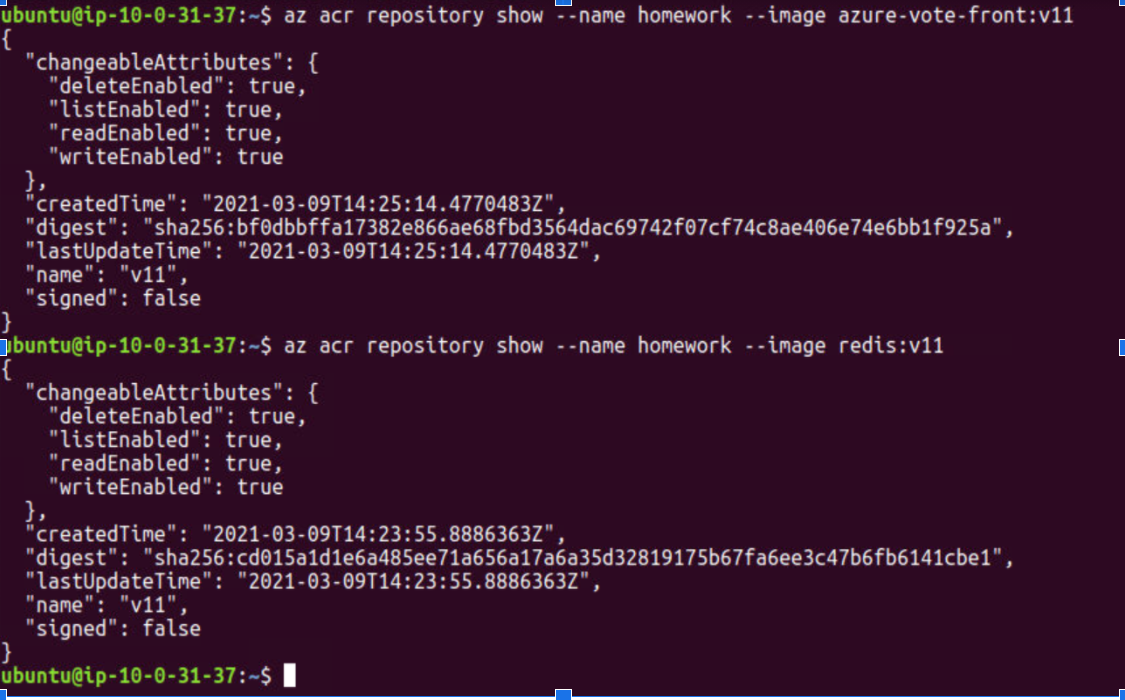 ubuntu@ip-10-0-31-37:~$ az acr repository show --name homework --image azure-vote-front:v11
{
  "changeableAttributes": {
    "deleteEnabled": true,
    "listEnabled": true,
    "readEnabled": true,
    "writeEnabled": true
  },
  "createdTime": "2021-03-09T14:25:14.4770483Z",
  "digest": "sha256:bf0dbbffa17382e866ae68fbd3564dac69742f07cf74c8ae406e74e6bb1f925a",
  "lastUpdateTime": "2021-03-09T14:25:14.4770483Z",
  "name": "v11",
  "signed": false
}
ubuntu@ip-10-0-31-37:~$ az acr repository show --name homework --image redis:v11
{
  "changeableAttributes": {
    "deleteEnabled": true,
    "listEnabled": true,
    "readEnabled": true,
    "writeEnabled": true
  },
  "createdTime": "2021-03-09T14:23:55.8886363Z",
  "digest": "sha256:cd015a1d1e6a485ee71a656a17a6a35d32819175b67fa6ee3c47b6fb6141cbe1",
  "lastUpdateTime": "2021-03-09T14:23:55.8886363Z",
  "name": "v11",
  "signed": false
}
ubuntu@ip-10-0-31-37:~$